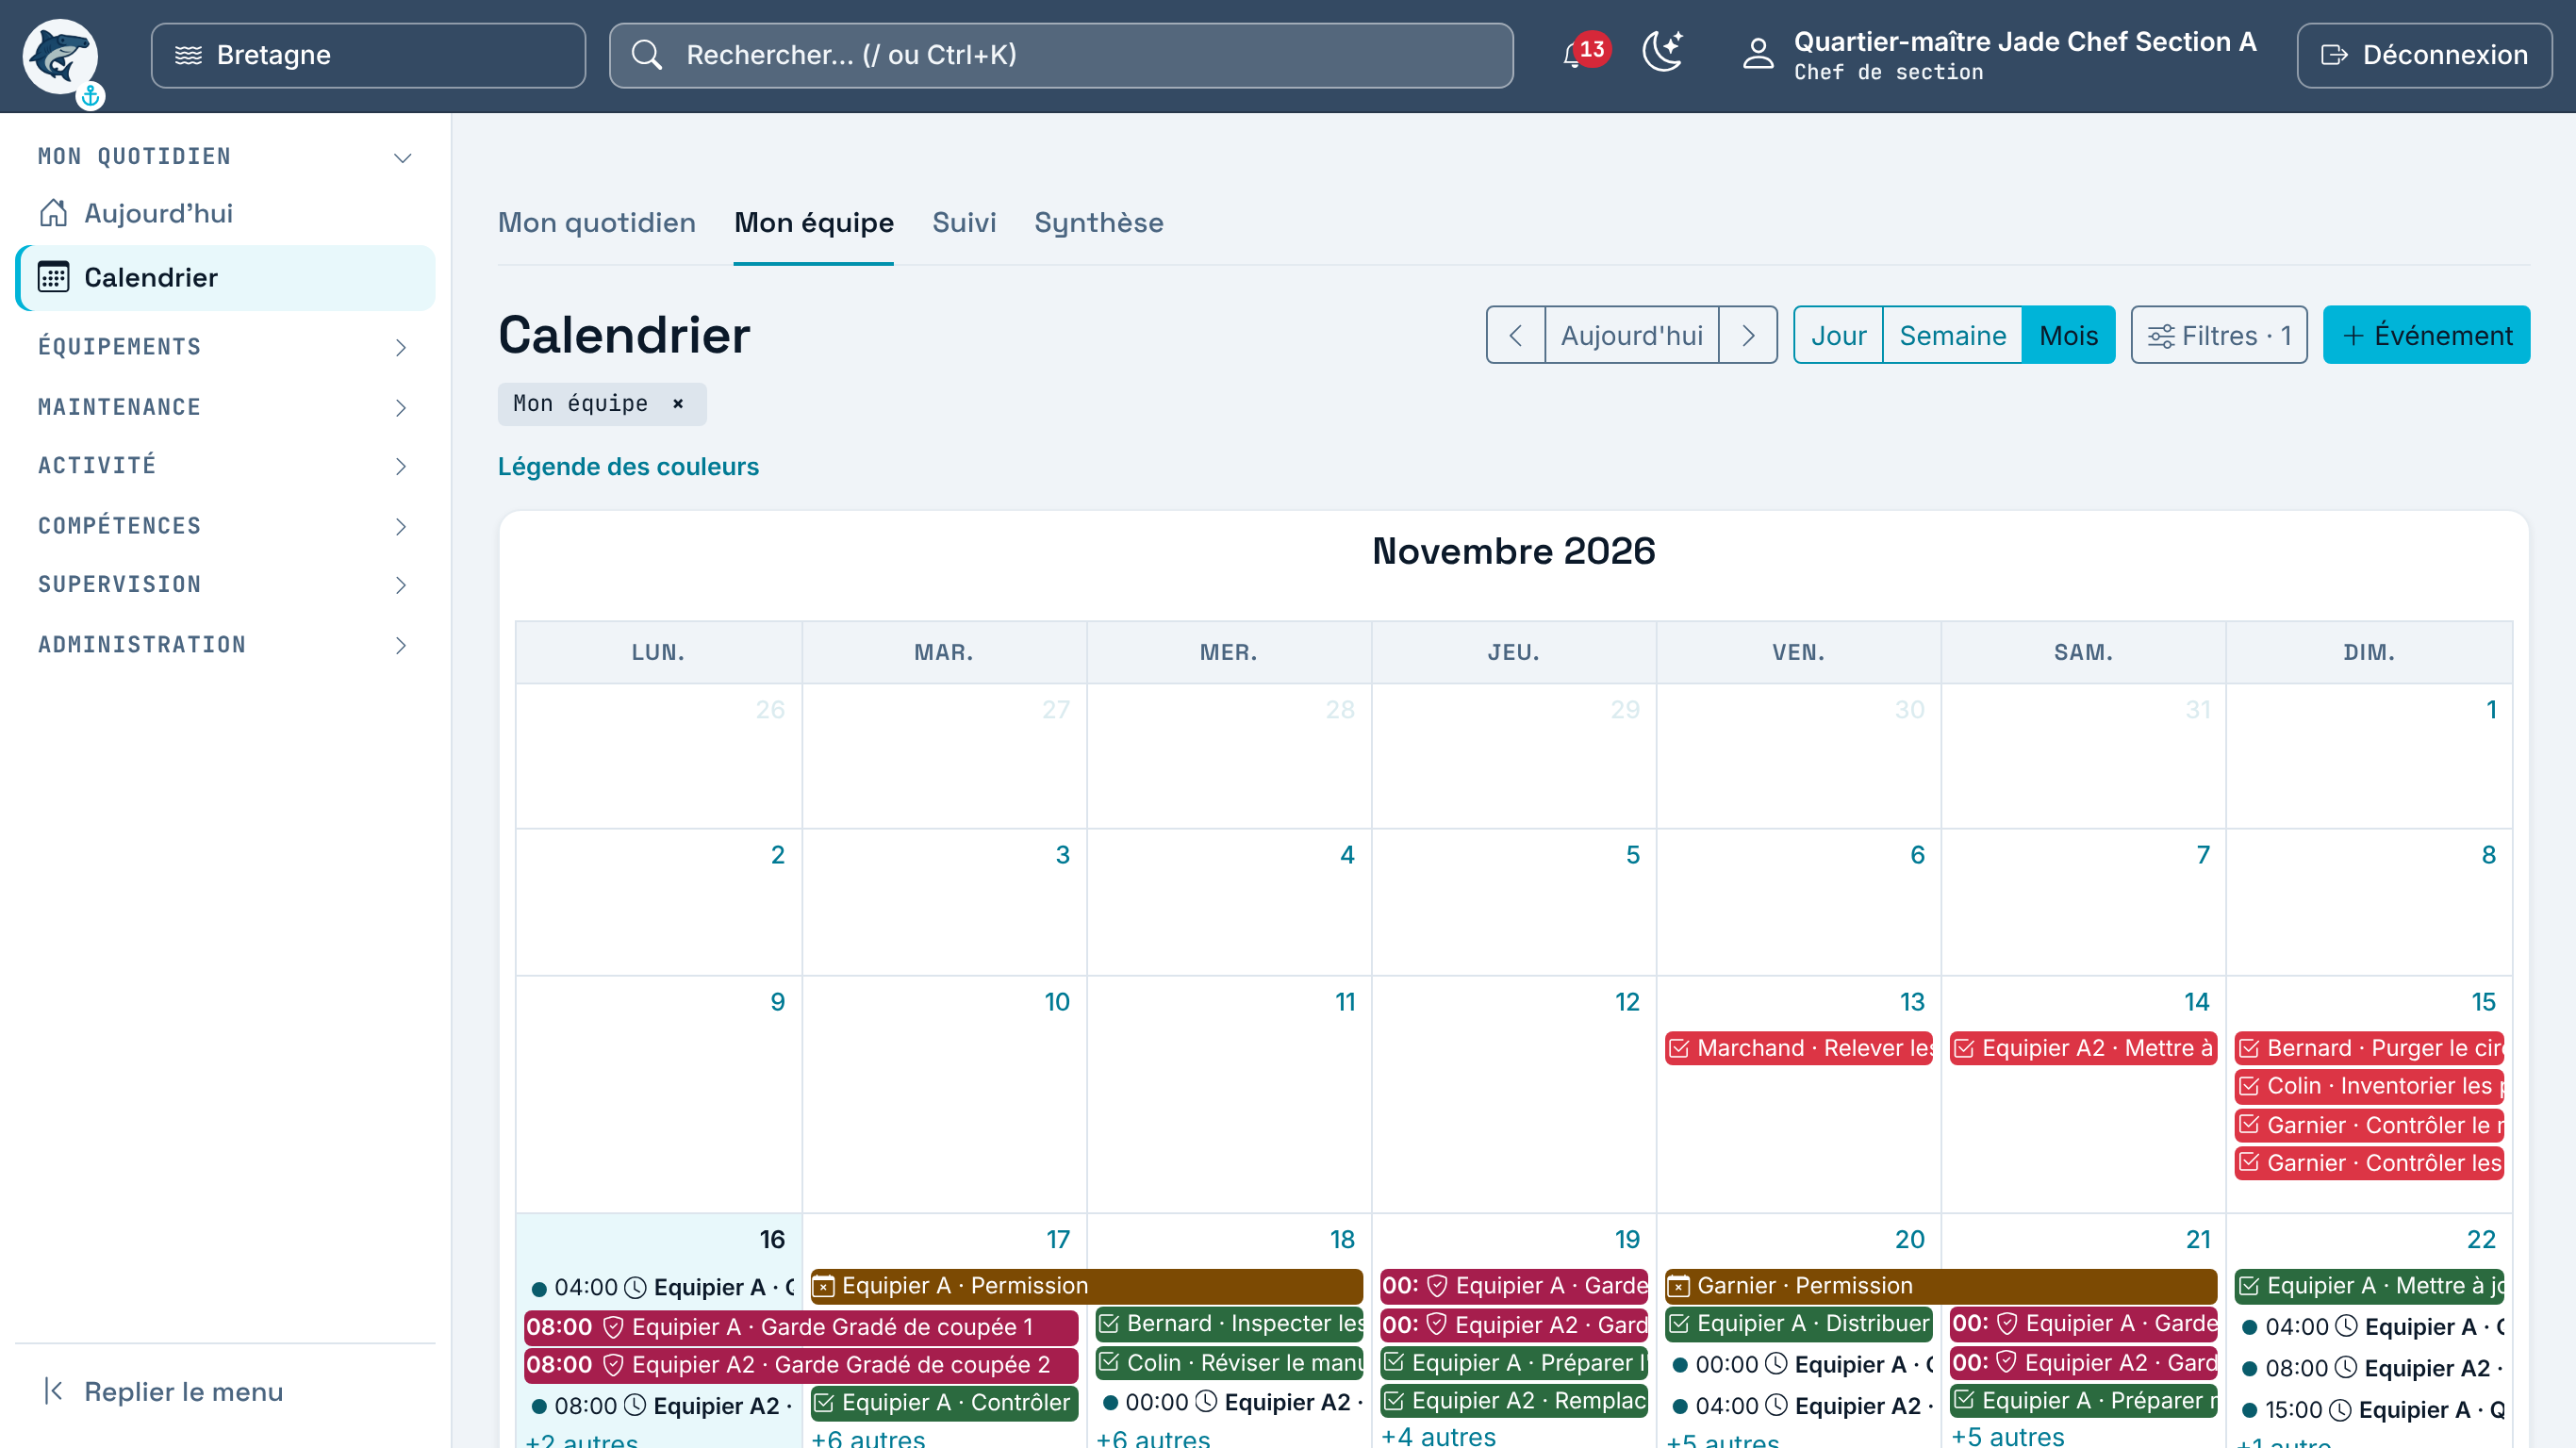 Bretagne
Rechercher... (/ ou Ctrl+K)
13
Quartier-maître Jade Chef Section A
Chef de section
Déconnexion
MON QUOTIDIEN
Aujourd'hui
Calendrier
ÉQUIPEMENTS
MAINTENANCE
ACTIVITÉ
COMPÉTENCES
SUPERVISION
ADMINISTRATION
Replier le menu
Mon quotidien
Mon équipe
Suivi
Synthèse
Calendrier
Aujourd'hui
Jour
Semaine
Mois
Filtres · 1
+ Événement
Mon équipe ×
Légende des couleurs
Novembre 2026
LUN. MAR. MER. JEU. VEN. SAM. DIM.
26 27 28 29 30 31 1
2 3 4 5 6 7 8
9 10 11 12 13 14 15
Marchand · Relever les
Equipier A2 · Mettre à
Bernard · Purger le cir
Colin · Inventorier les
Garnier · Contrôler le
Garnier · Contrôler les
16 17 18 19 20 21 22
04:00 Equipier A ·
08:00 Equipier A · Garde Gradé de coupée 1
08:00 Equipier A2 · Garde Gradé de coupée 2
08:00 Equipier A2 ·
+2 autres
Equipier A · Permission
Equipier A · Contrôler
+6 autres
Bernard · Inspecter les
Colin · Réviser le manu
00:00 Equipier A2 ·
+6 autres
00: Equipier A · Garde
00: Equipier A2 · Gard
Equipier A · Préparer l'
Equipier A2 · Remplac
+4 autres
Garnier · Permission
Equipier A · Distribuer
00:00 Equipier A ·
04:00 Equipier A2 ·
+5 autres
00: Equipier A · Garde
00: Equipier A2 · Gard
Equipier A · Préparer
+5 autres
Equipier A · Mettre à jo
04:00 Equipier A ·
08:00 Equipier A2 ·
15:00 Equipier A · Q
+1 autre